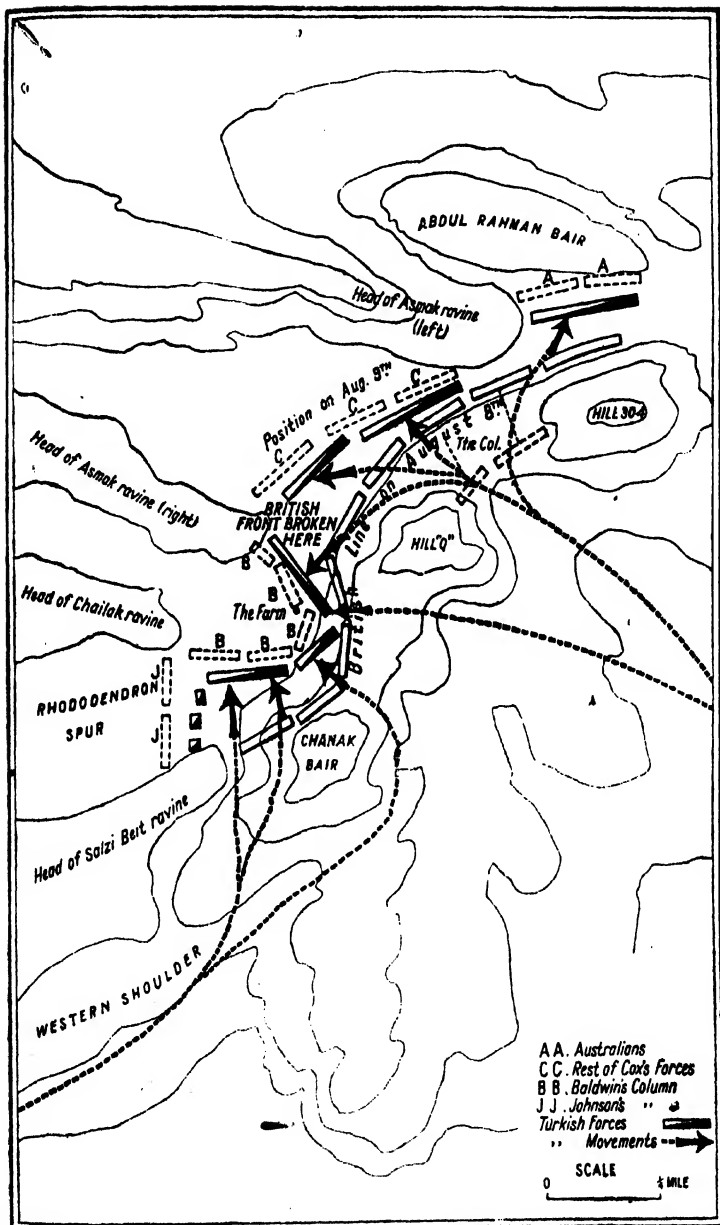 ABDUL RAHMAN BAIR
A
A
Head of Asmak ravine
(left)
Position on Aug. 9TH
C
C
C
HILL 304
The Col.
British Line on August 8TH
Head of Asmak ravine (right)
BRITISH
FRONT BROKEN
HERE
HILL "Q"
B
B
B
The Farm
Head of Chailak ravine
B
B
J
RHODODENDRON
SPUR
J
CHANAK
BAIR
Head of Salzi Beit ravine
WESTERN SHOULDER
A A. Australians
C C. Rest of Cox's Forces
B B. Baldwin's Column
J J. Johnson's "
Turkish Forces
" Movements
SCALE
0 ¼ MILE